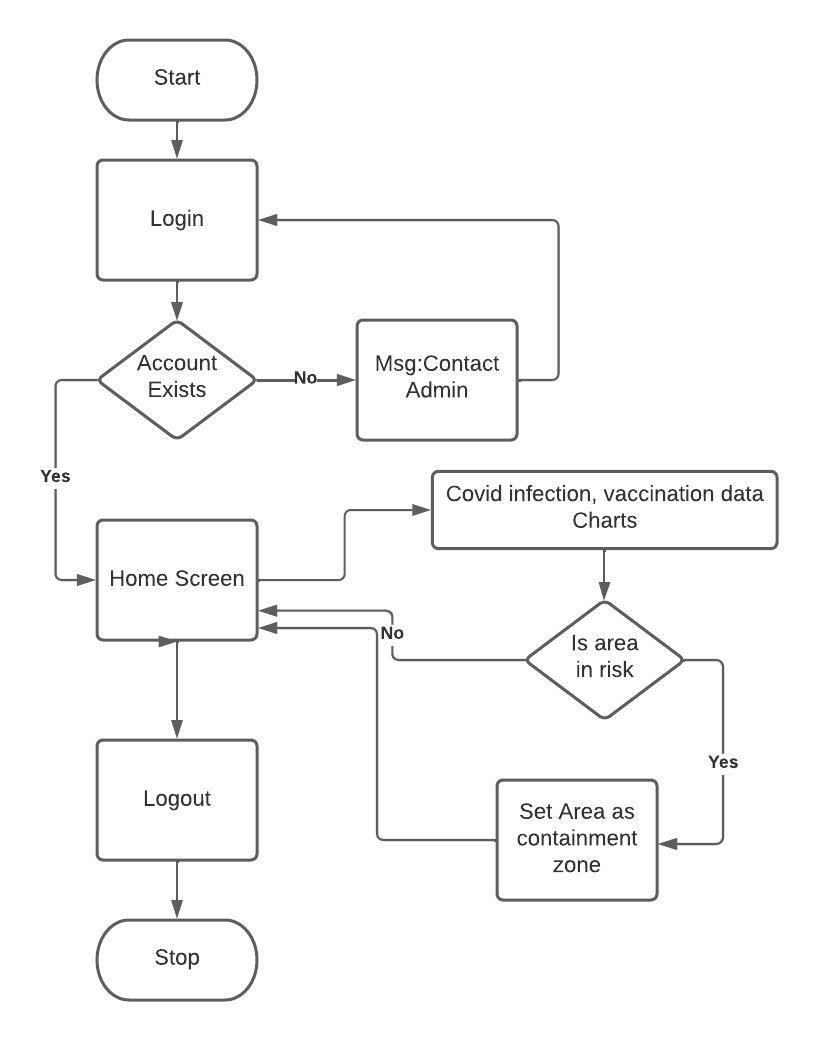 Start
Login
Account
Exists
No
Msg:Contact
Admin
Yes
Covid infection, vaccination data
Charts
Home Screen
No
Is area
in risk
Yes
Logout
Set Area as
containment
zone
Stop